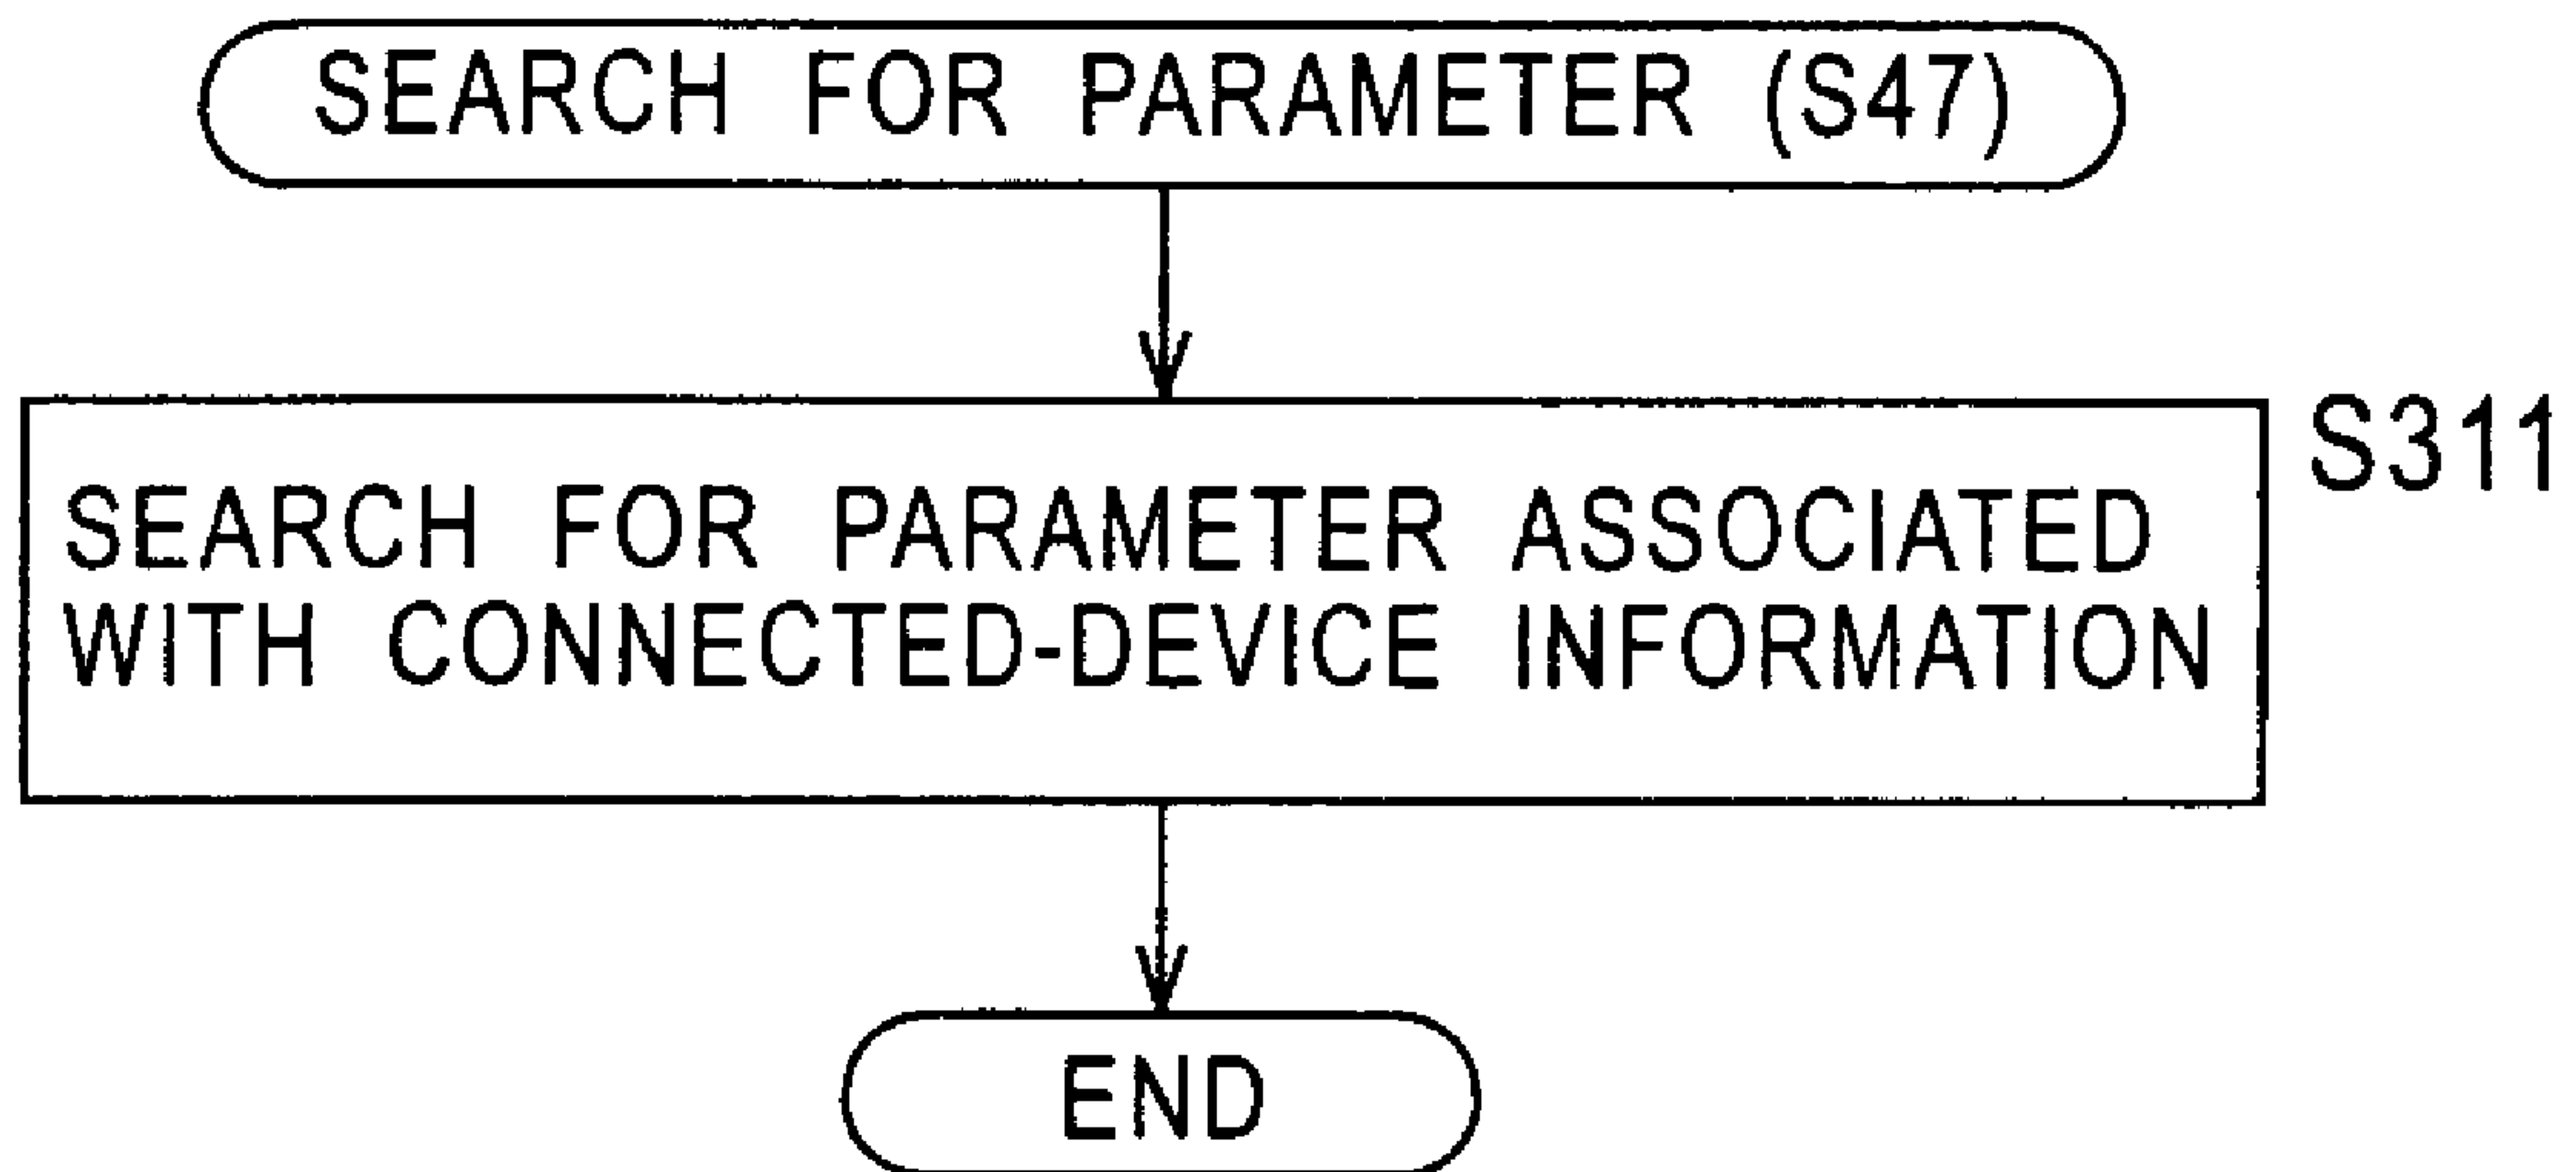 SEARCH FOR PARAMETER (S47)
S311
SEARCH FOR PARAMETER ASSOCIATED
WITH CONNECTED-DEVICE INFORMATION
END